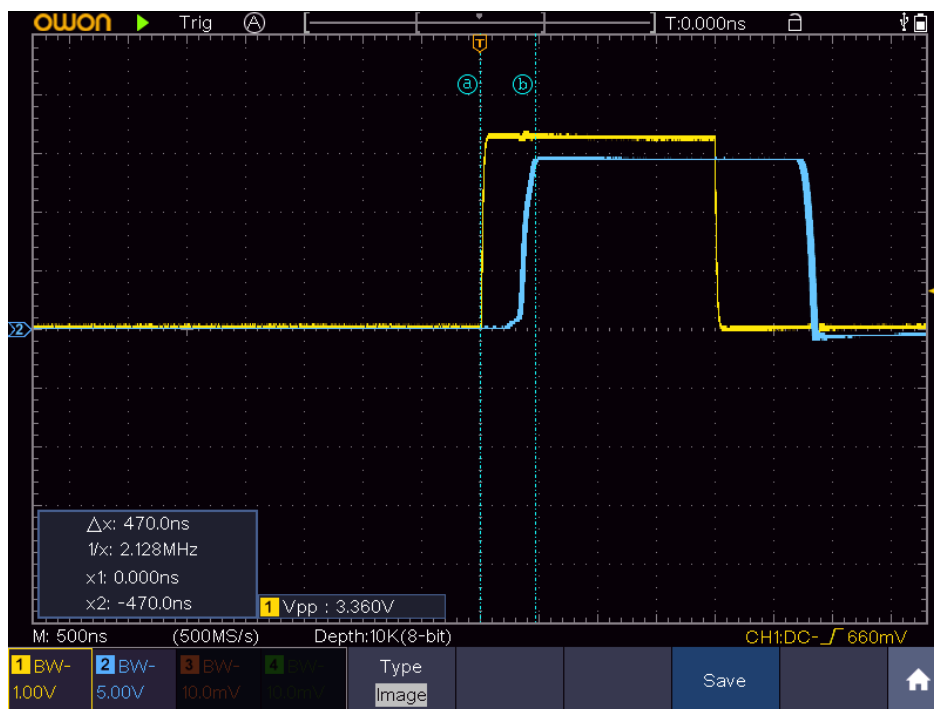 owon Trig A T:0.000ns
T
a b
2
Δx: 470.0ns
1/x: 2.128MHz
x1: 0.000ns
x2: -470.0ns
1 Vpp : 3.360V
M: 500ns (500MS/s) Depth:10K(8-bit) CH1:DC- 660mV
1 BW- 2 BW- 3 BW- 4 BW- Type
1.00V 5.00V 10.0mV 10.0mV Image Save